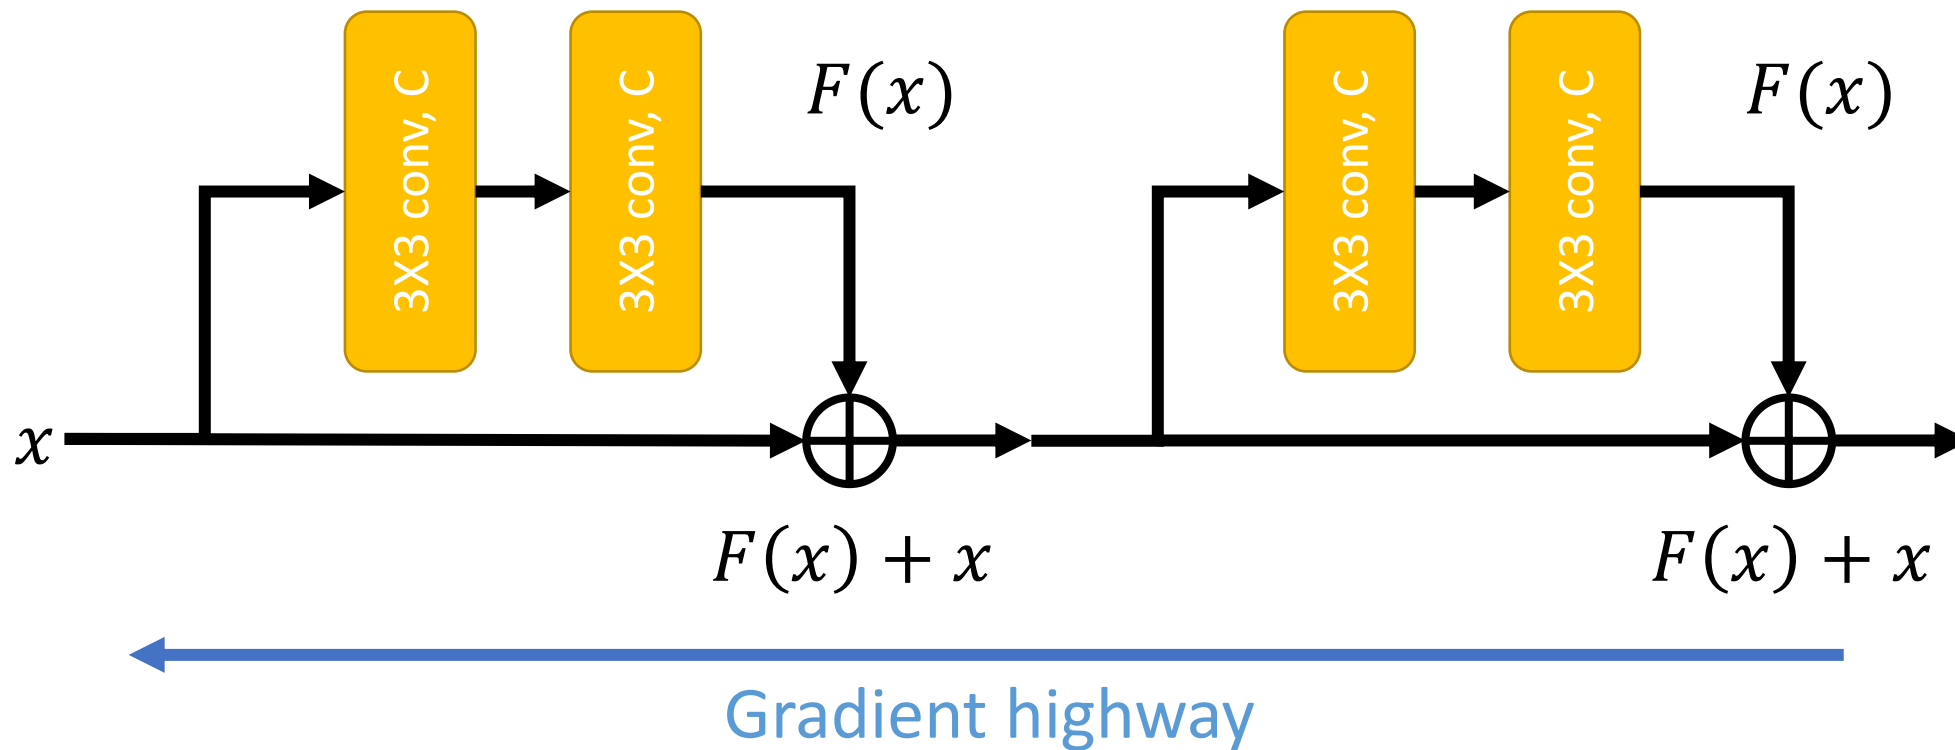 3X3 conv, C
3X3 conv, C
F(x)
3X3 conv, C
3X3 conv, C
F(x)
x
F(x) + x
F(x) + x
Gradient highway